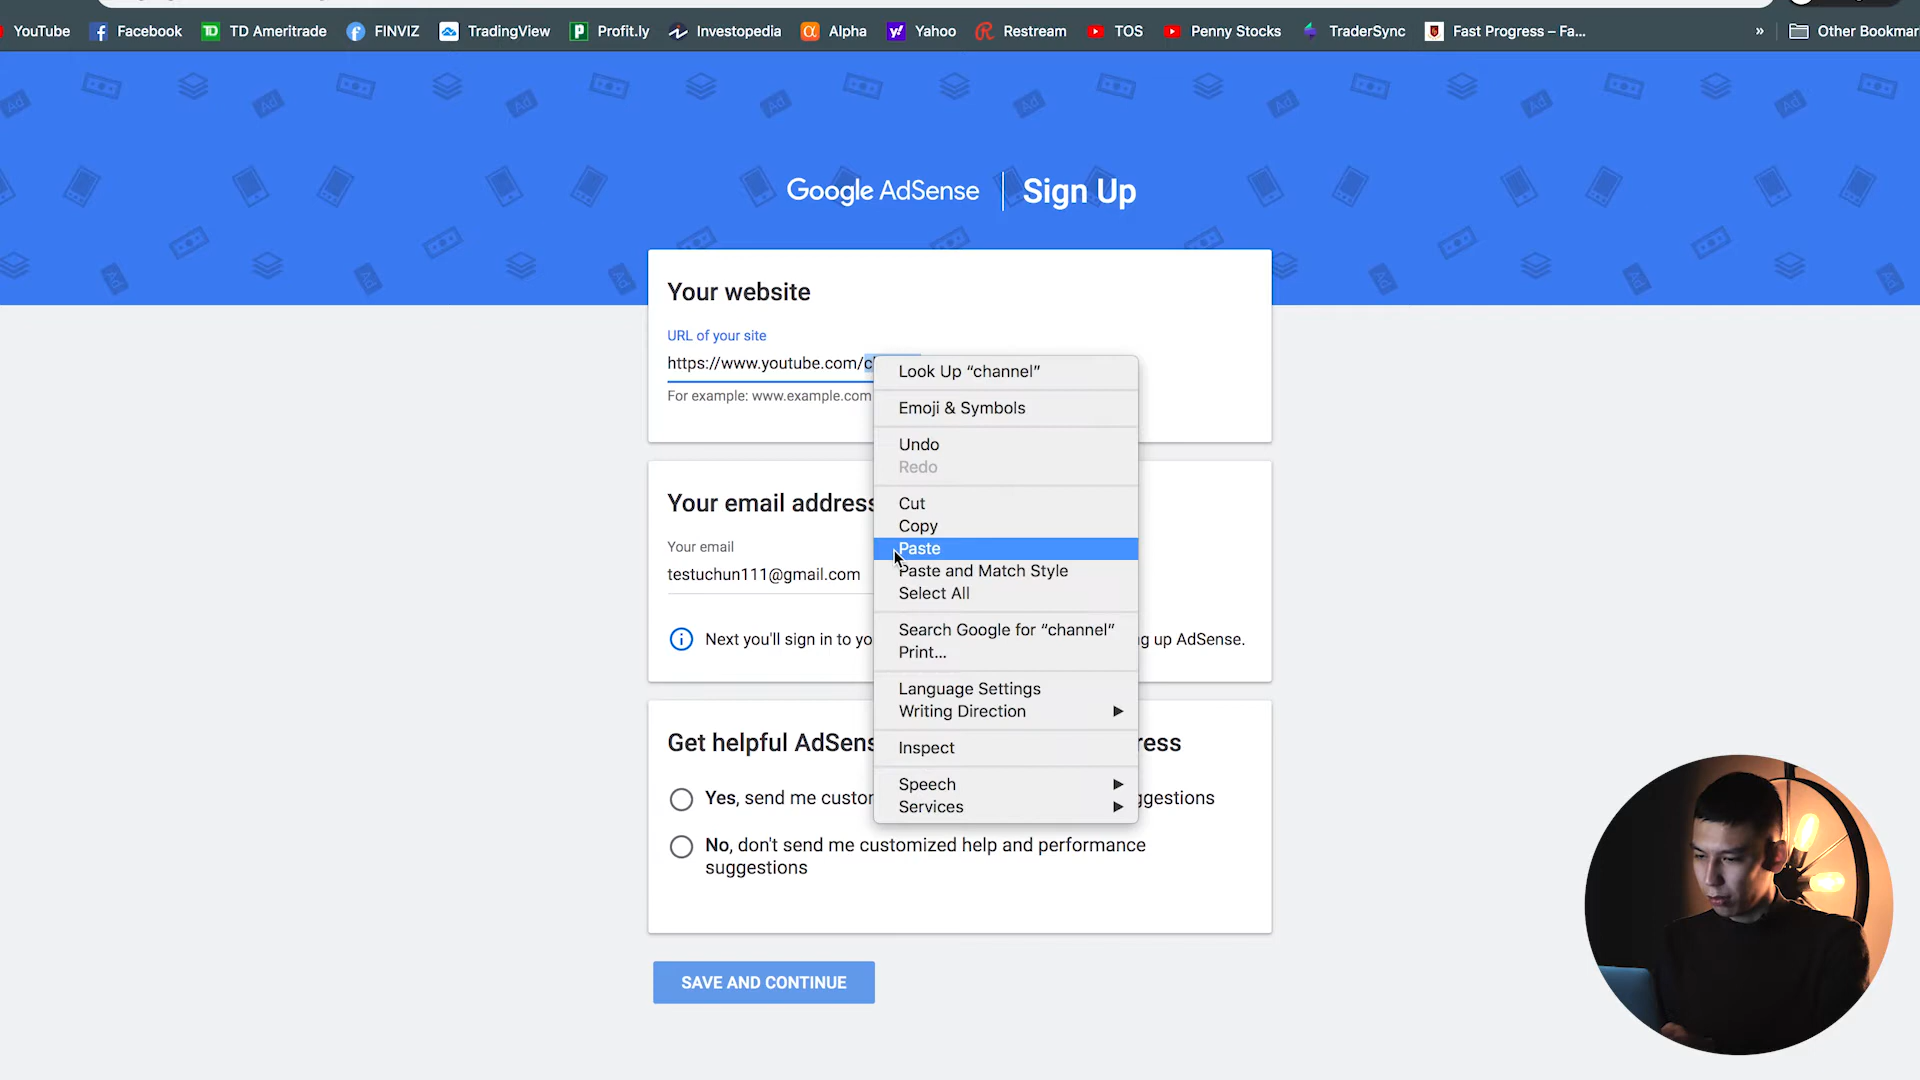 YouTube Facebook TD Ameritrade FINVIZ TradingView Profit.ly Investopedia Alpha Yahoo Restream TOS Penny Stocks TraderSync Fast Progress – Fa... » Other Bookmar
Google AdSense | Sign Up
Your website
URL of your site
https://www.youtube.com/c
For example: www.example.com
Look Up “channel”
Emoji & Symbols
Undo
Redo
Cut
Copy
Paste
Paste and Match Style
Select All
Search Google for “channel”
Print...
Language Settings
Writing Direction
Inspect
Speech
Services
Your email address
Your email
testuchun111@gmail.com
Next you'll sign in to yo g up AdSense.
Get helpful AdSens ress
Yes, send me custor ggestions
No, don't send me customized help and performance
suggestions
SAVE AND CONTINUE